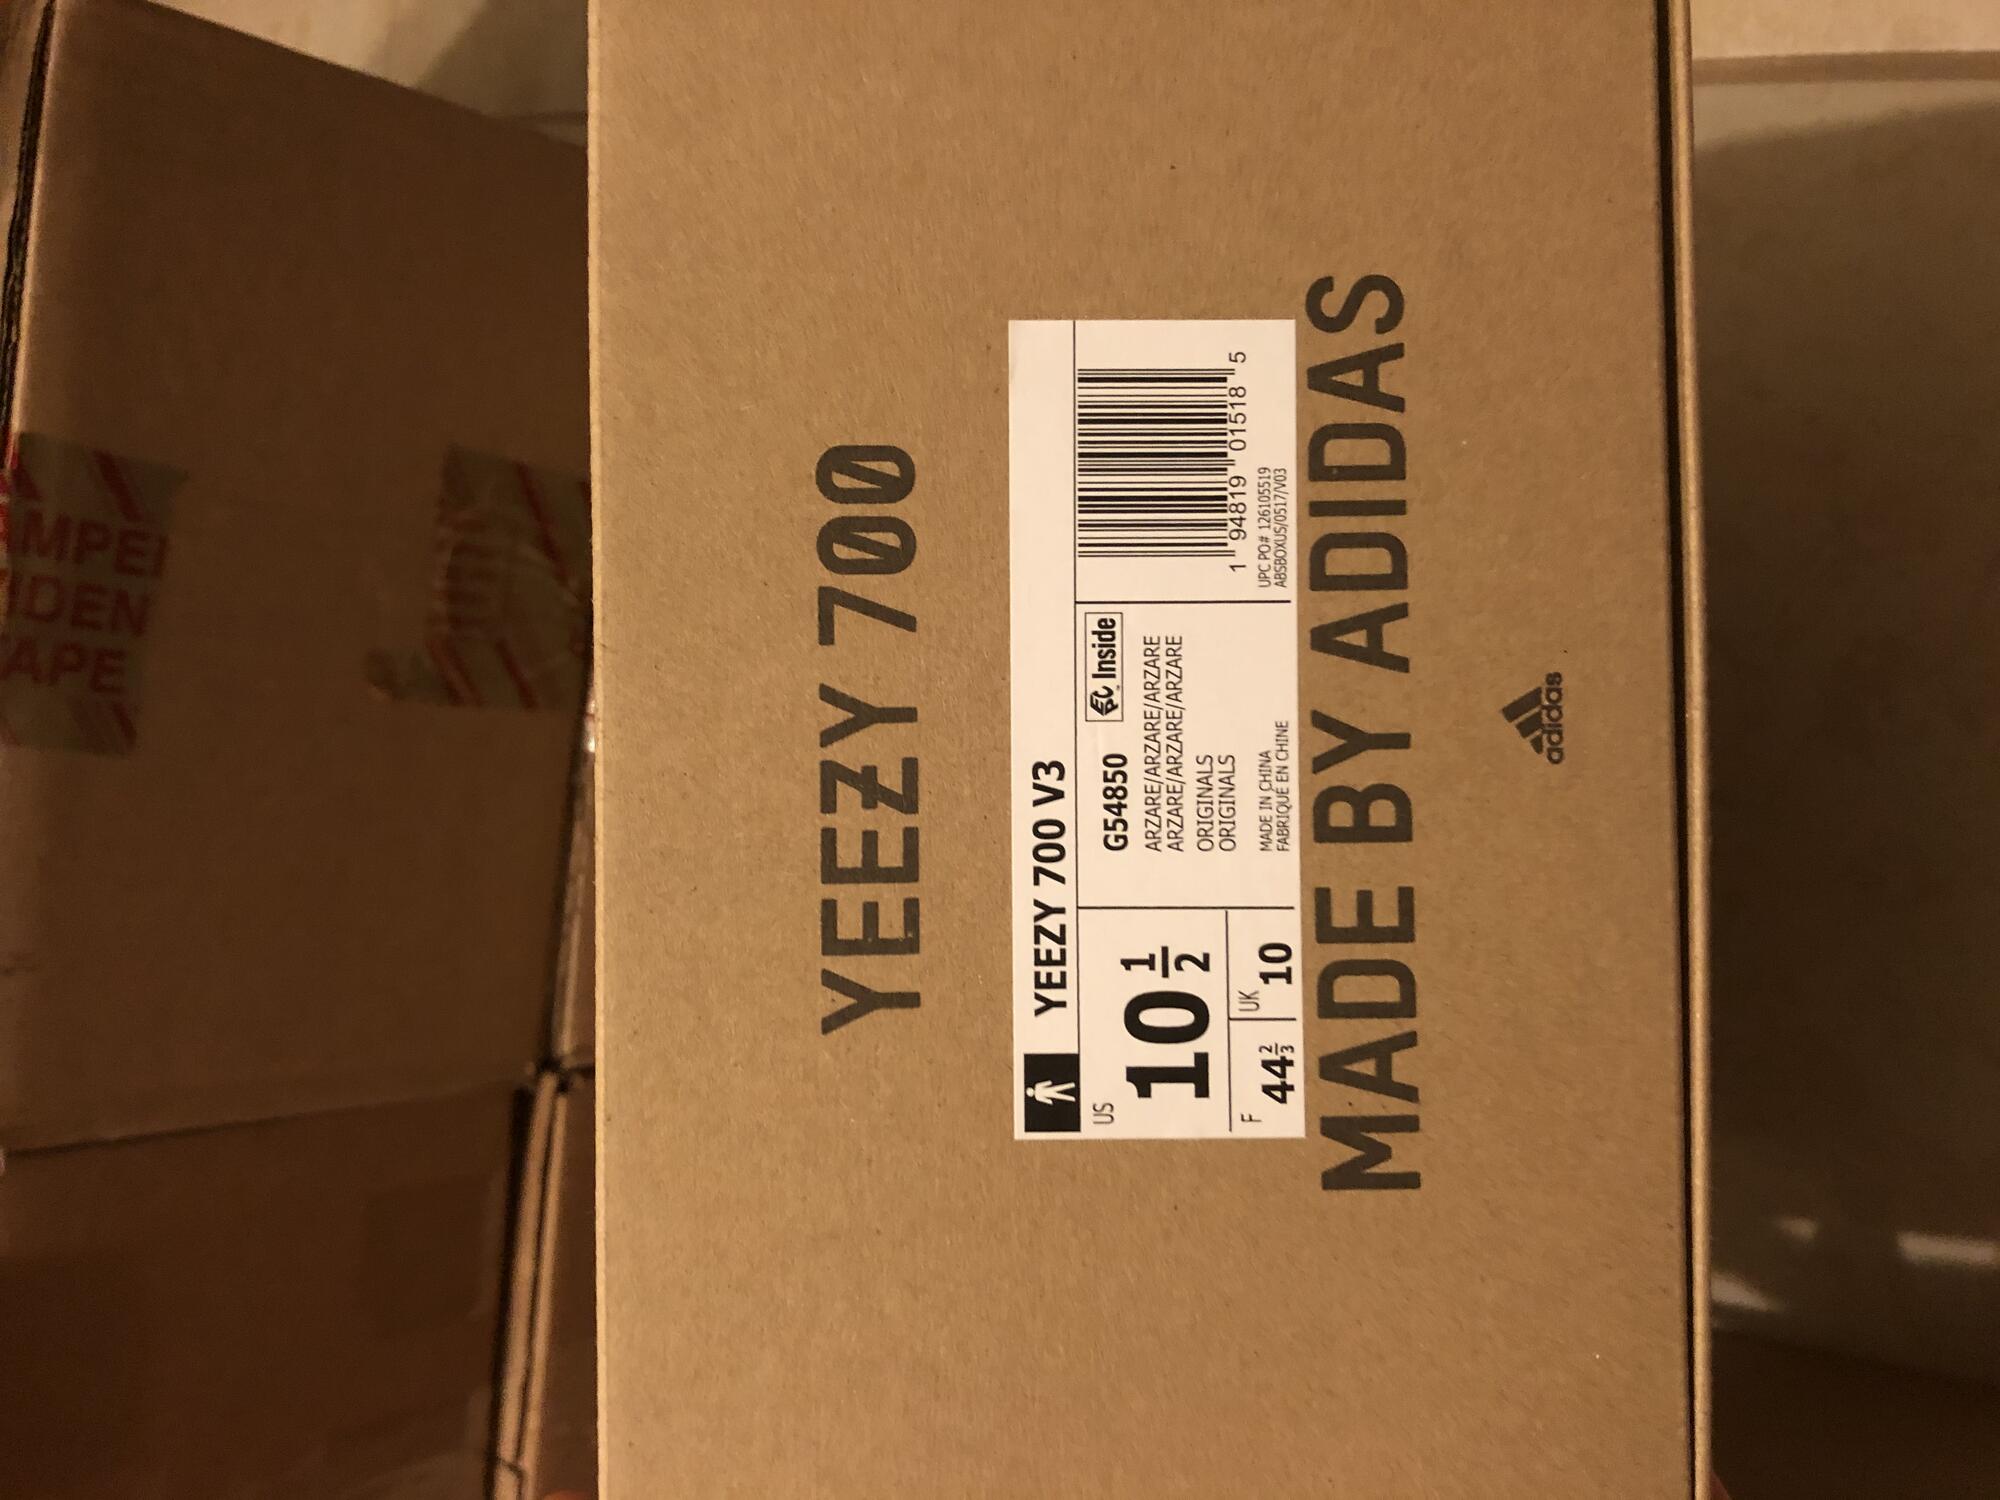 YEEZY 700
YEEZY 700 V3
US
10 1/2
F
44 2/3
UK
10
G54850
EPC Inside
ARZARE/ARZARE/ARZARE
ARZARE/ARZARE/ARZARE
ORIGINALS
ORIGINALS
MADE IN CHINA
FABRIQUÉ EN CHINE
1 94819 01518 5
UPC PO# 126105519
ABSBOXUS/0517/V03
MADE BY ADIDAS
adidas